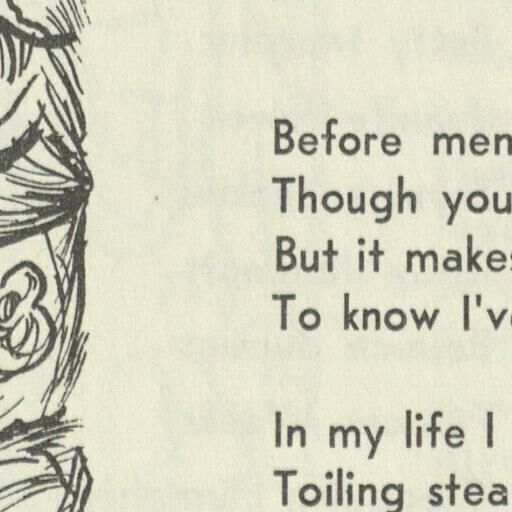 Before men
Though you
But it makes
To know I've
In my life I
Toiling stea